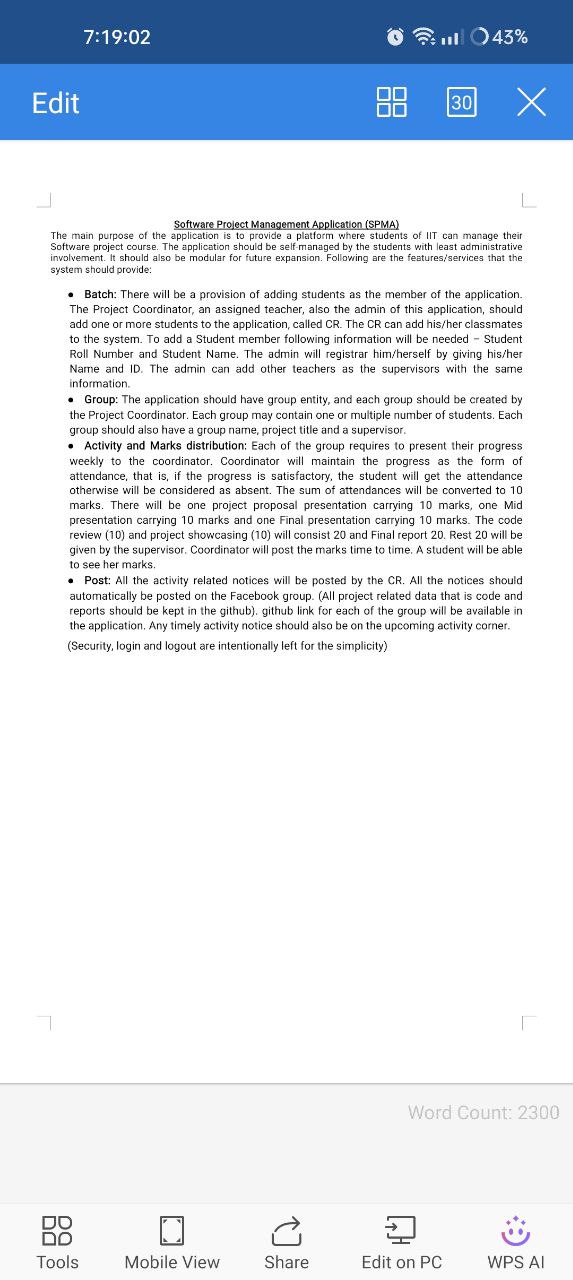 7:19:02
43%
Edit
30
Software Project Management Application (SPMA)
The main purpose of the application is to provide a platform where students of IIT can manage their
Software project course. The application should be self-managed by the students with least administrative
involvement. It should also be modular for future expansion. Following are the features/services that the
system should provide:
● Batch: There will be a provision of adding students as the member of the application.
The Project Coordinator, an assigned teacher, also the admin of this application, should
add one or more students to the application, called CR. The CR can add his/her classmates
to the system. To add a Student member following information will be needed – Student
Roll Number and Student Name. The admin will registrar him/herself by giving his/her
Name and ID. The admin can add other teachers as the supervisors with the same
information.
● Group: The application should have group entity, and each group should be created by
the Project Coordinator. Each group may contain one or multiple number of students. Each
group should also have a group name, project title and a supervisor.
● Activity and Marks distribution: Each of the group requires to present their progress
weekly to the coordinator. Coordinator will maintain the progress as the form of
attendance, that is, if the progress is satisfactory, the student will get the attendance
otherwise will be considered as absent. The sum of attendances will be converted to 10
marks. There will be one project proposal presentation carrying 10 marks, one Mid
presentation carrying 10 marks and one Final presentation carrying 10 marks. The code
review (10) and project showcasing (10) will consist 20 and Final report 20. Rest 20 will be
given by the supervisor. Coordinator will post the marks time to time. A student will be able
to see her marks.
● Post: All the activity related notices will be posted by the CR. All the notices should
automatically be posted on the Facebook group. (All project related data that is code and
reports should be kept in the github). github link for each of the group will be available in
the application. Any timely activity notice should also be on the upcoming activity corner.
(Security, login and logout are intentionally left for the simplicity)
Word Count: 2300
Tools
Mobile View
Share
Edit on PC
WPS AI